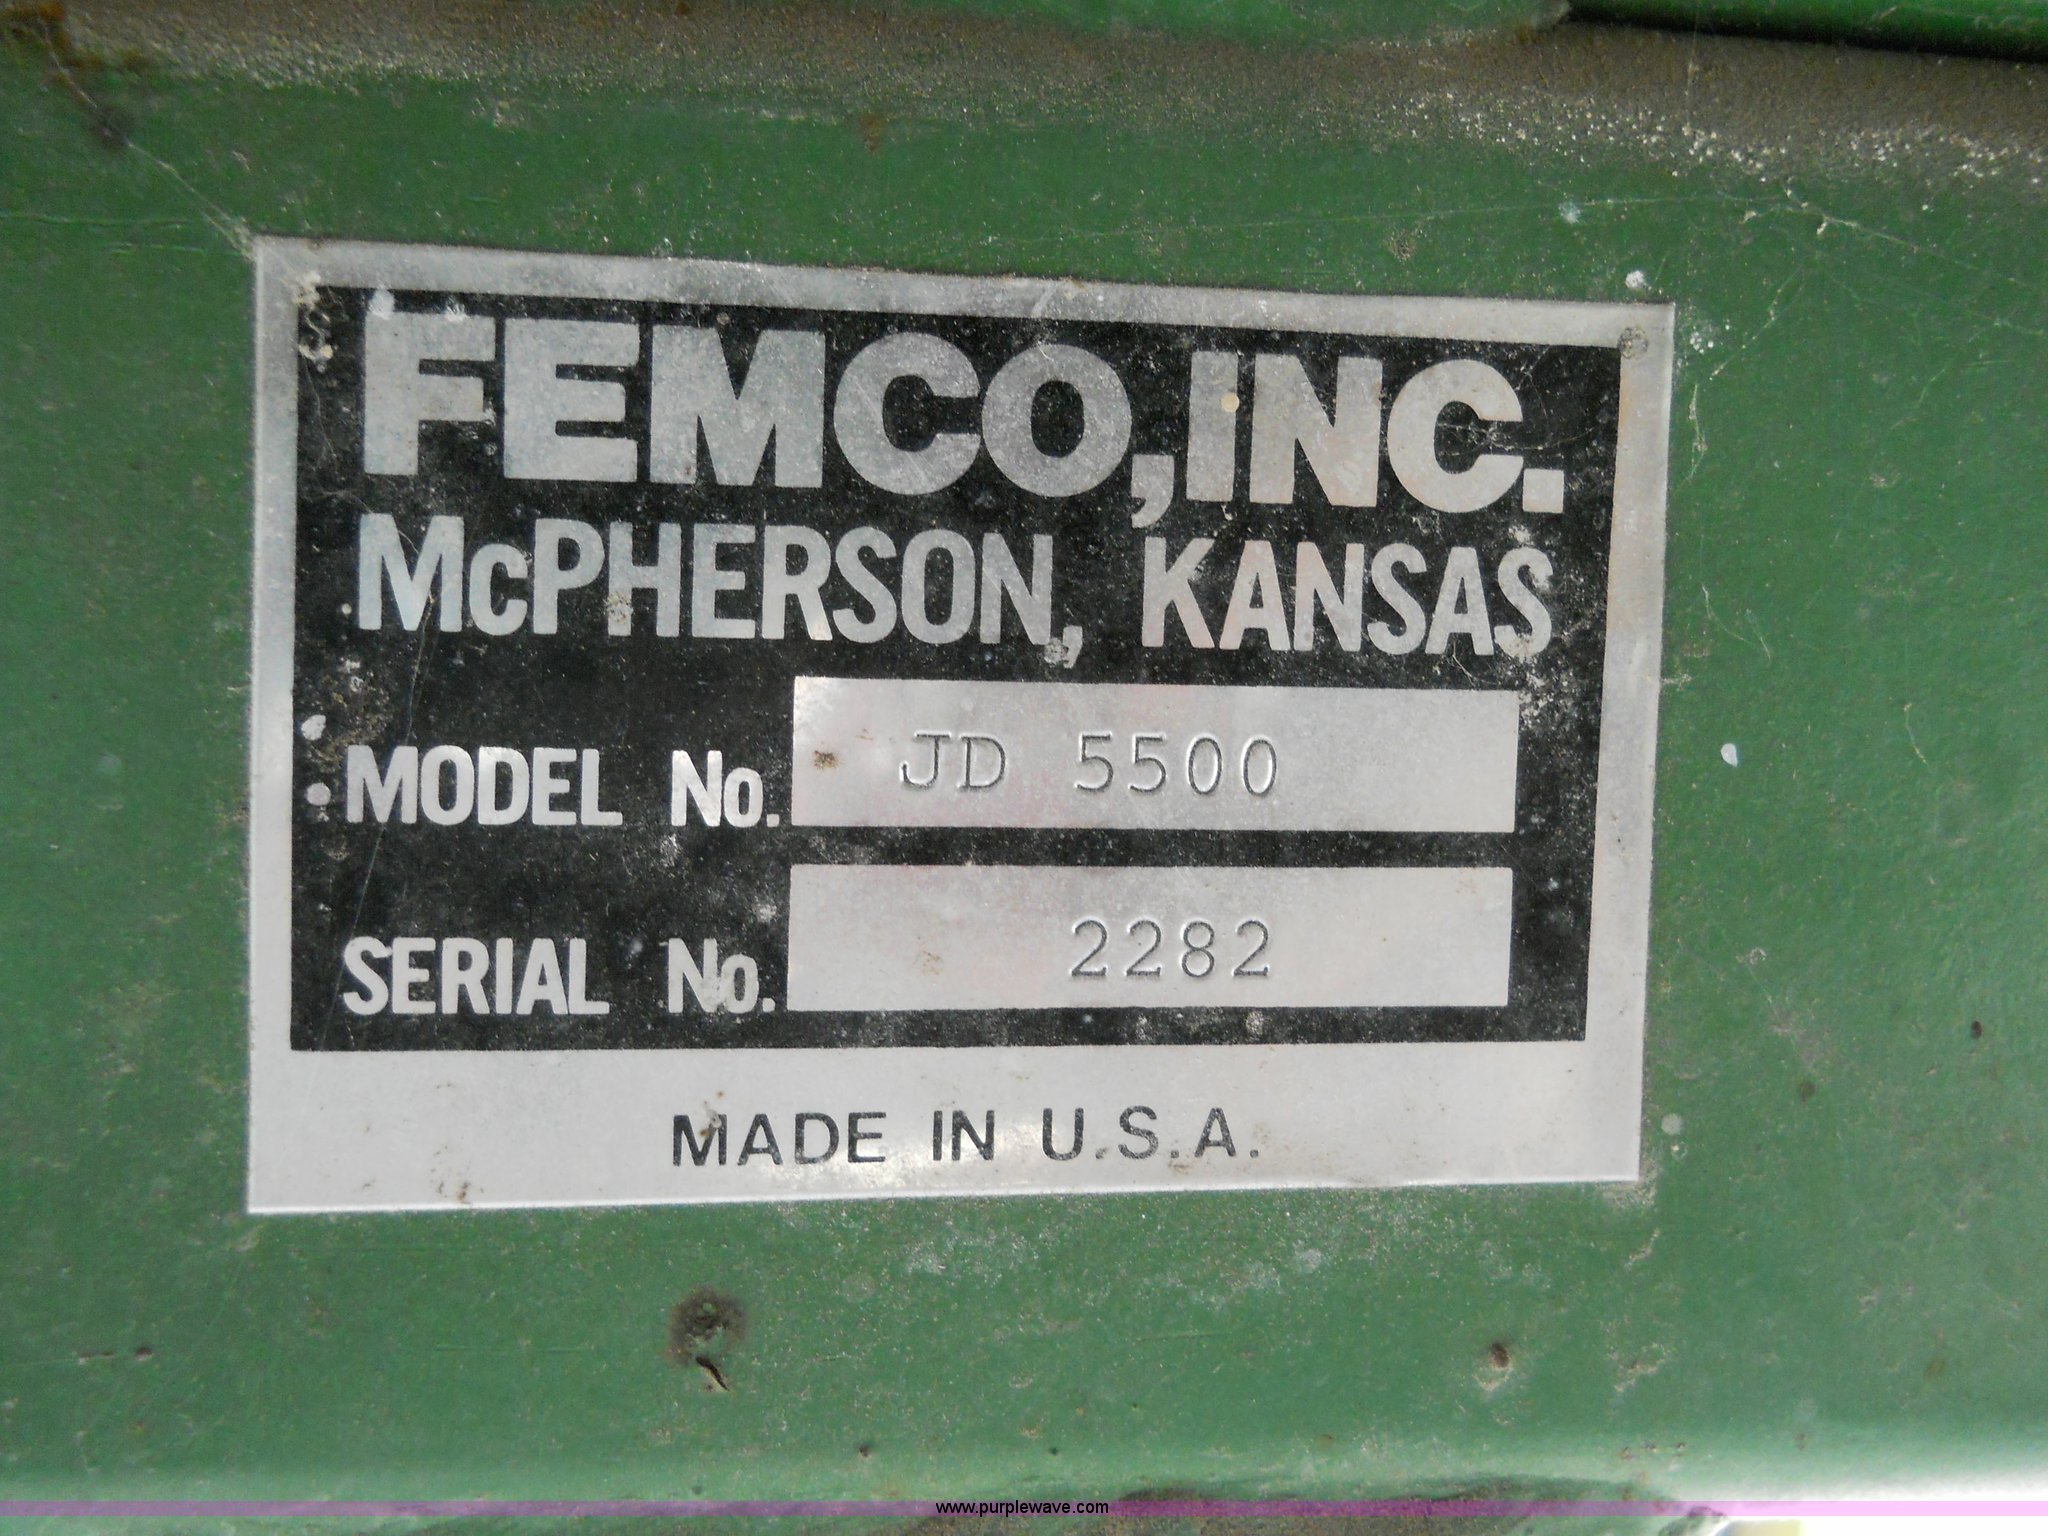 FEMCO, INC.
McPHERSON, KANSAS
MODEL No. JD 5500
SERIAL No. 2282
MADE IN U.S.A.
www.purplewave.com